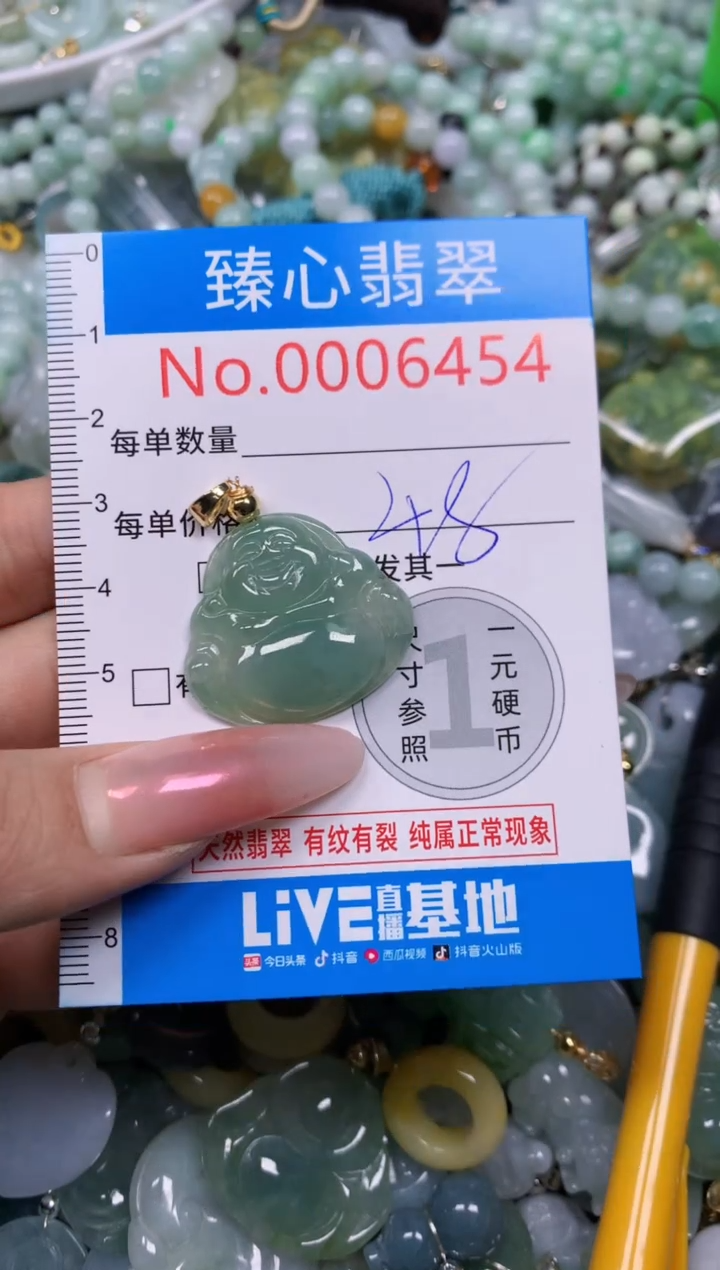 0
臻心翡翠
1
No.0006454
2
每单数量
3
每单价格
48
4
发其一
5
寸参照
1
一元硬币
天然翡翠 有纹有裂 纯属正常现象
8
LiVE直播基地
头条 今日头条 抖音 西瓜视频 抖音火山版